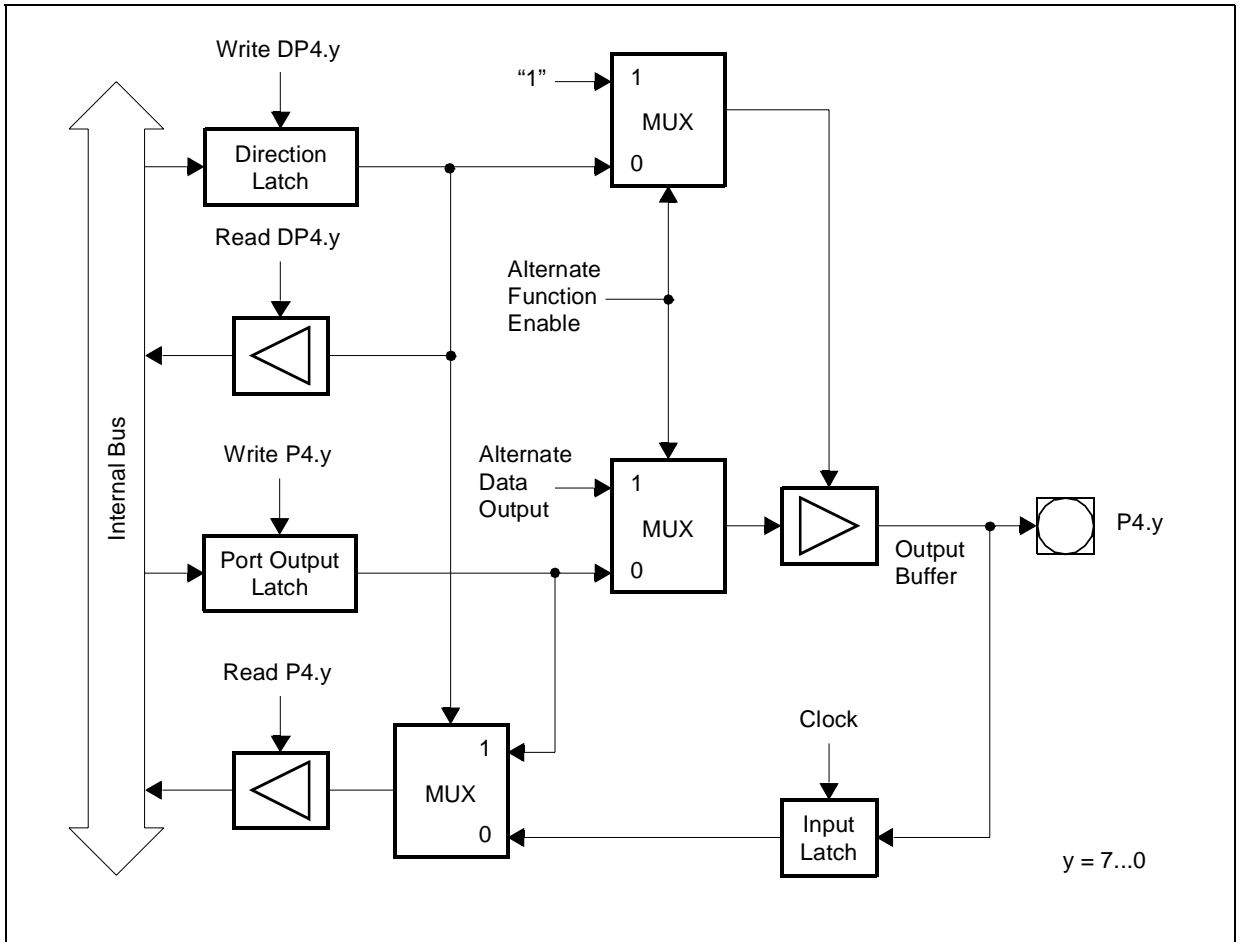 Write DP4.y
“1”
1
MUX
0
Direction
Latch
Read DP4.y
Alternate
Function
Enable
Internal Bus
Write P4.y
Alternate
Data
Output
1
MUX
0
Port Output
Latch
Output
Buffer
P4.y
Read P4.y
1
MUX
0
Clock
Input
Latch
y = 7...0